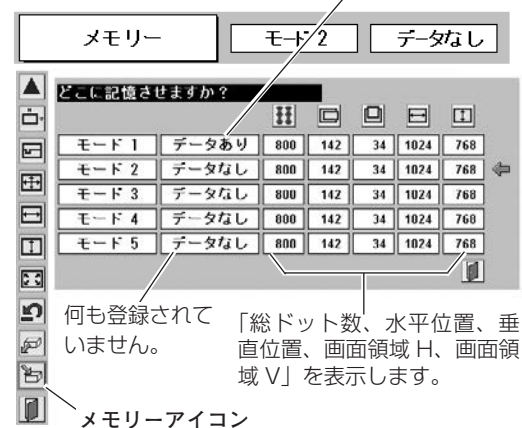 メモリー モード 2 データなし
どこに記憶させますか？
モード 1 データあり 800 142 34 1024 768
モード 2 データなし 800 142 34 1024 768
モード 3 データなし 800 142 34 1024 768
モード 4 データなし 800 142 34 1024 768
モード 5 データなし 800 142 34 1024 768
何も登録されて
いません。
「総ドット数、水平位置、垂
直位置、画面領域 H、画面領
域 V」を表示します。
メモリーアイコン